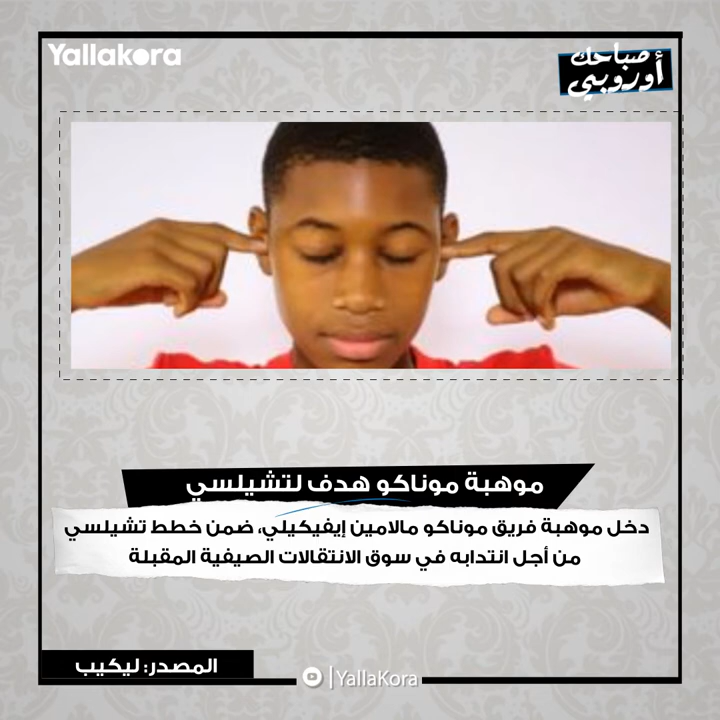 Yallakora
صباحك
أوروبي
موهبة موناكو هدف لتشيلسي
دخل موهبة فريق موناكو مالامين إيفيكيلي، ضمن خطط تشيلسي
من أجل انتدابه في سوق الانتقالات الصيفية المقبلة
المصدر: ليكيب
YallaKora